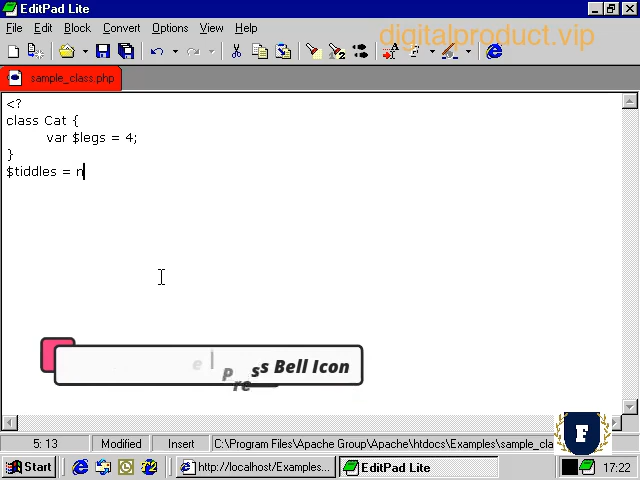 EditPad Lite
digitalproduct.vip
File Edit Block Convert Options View Help
sample_class.php
<?
class Cat {
var $legs = 4;
}
$tiddles = n
e | Press Bell Icon
F
5: 13 Modified Insert C:\Program Files\Apache Group\Apache\htdocs\Examples\sample_cla
Start http://localhost/Examples... EditPad Lite 17:22